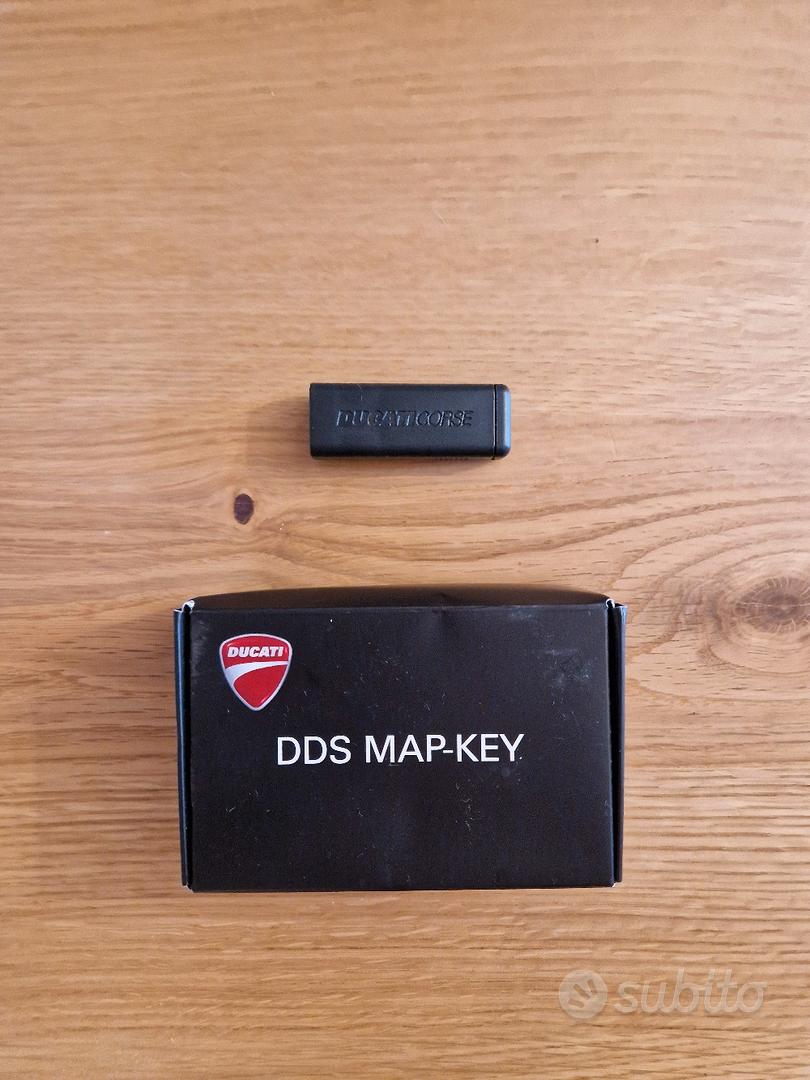 DUCATICORSE
DUCATI
DDS MAP-KEY
subito